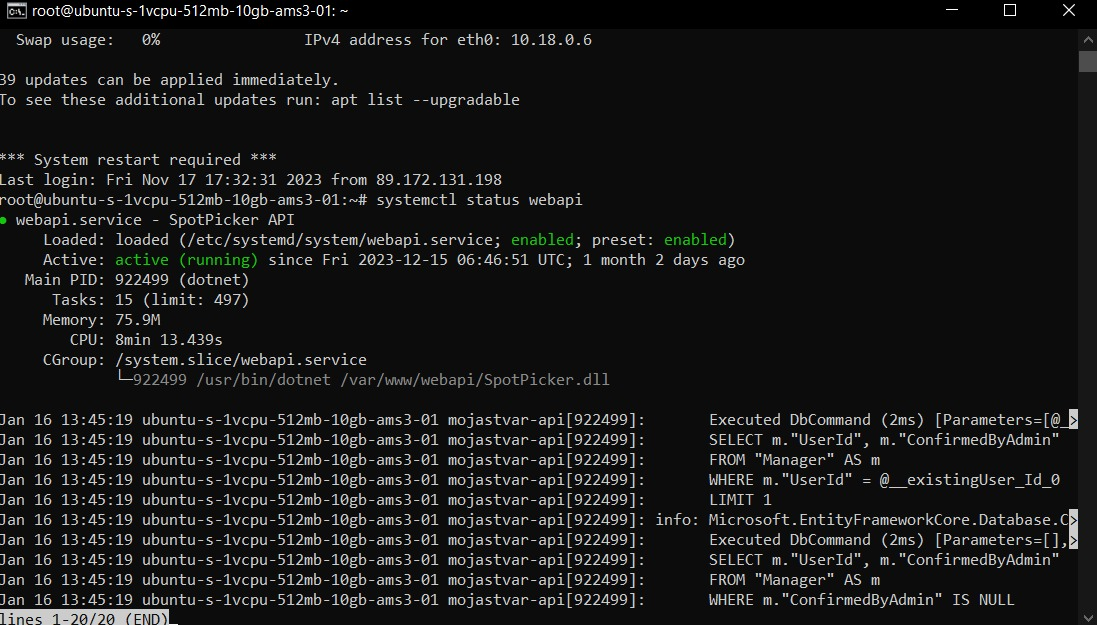 root@ubuntu-s-1vcpu-512mb-10gb-ams3-01: ~
Swap usage:   0%                IPv4 address for eth0: 10.18.0.6
39 updates can be applied immediately.
To see these additional updates run: apt list --upgradable
*** System restart required ***
Last login: Fri Nov 17 17:32:31 2023 from 89.172.131.198
root@ubuntu-s-1vcpu-512mb-10gb-ams3-01:~# systemctl status webapi
● webapi.service - SpotPicker API
Loaded: loaded (/etc/systemd/system/webapi.service; enabled; preset: enabled)
Active: active (running) since Fri 2023-12-15 06:46:51 UTC; 1 month 2 days ago
Main PID: 922499 (dotnet)
Tasks: 15 (limit: 497)
Memory: 75.9M
CPU: 8min 13.439s
CGroup: /system.slice/webapi.service
└─922499 /usr/bin/dotnet /var/www/webapi/SpotPicker.dll
Jan 16 13:45:19 ubuntu-s-1vcpu-512mb-10gb-ams3-01 mojastvar-api[922499]:       Executed DbCommand (2ms) [Parameters=[@_>
Jan 16 13:45:19 ubuntu-s-1vcpu-512mb-10gb-ams3-01 mojastvar-api[922499]:       SELECT m."UserId", m."ConfirmedByAdmin"
Jan 16 13:45:19 ubuntu-s-1vcpu-512mb-10gb-ams3-01 mojastvar-api[922499]:       FROM "Manager" AS m
Jan 16 13:45:19 ubuntu-s-1vcpu-512mb-10gb-ams3-01 mojastvar-api[922499]:       WHERE m."UserId" = @__existingUser_Id_0
Jan 16 13:45:19 ubuntu-s-1vcpu-512mb-10gb-ams3-01 mojastvar-api[922499]:       LIMIT 1
Jan 16 13:45:19 ubuntu-s-1vcpu-512mb-10gb-ams3-01 mojastvar-api[922499]: info: Microsoft.EntityFrameworkCore.Database.C>
Jan 16 13:45:19 ubuntu-s-1vcpu-512mb-10gb-ams3-01 mojastvar-api[922499]:       Executed DbCommand (2ms) [Parameters=[],>
Jan 16 13:45:19 ubuntu-s-1vcpu-512mb-10gb-ams3-01 mojastvar-api[922499]:       SELECT m."UserId", m."ConfirmedByAdmin"
Jan 16 13:45:19 ubuntu-s-1vcpu-512mb-10gb-ams3-01 mojastvar-api[922499]:       FROM "Manager" AS m
Jan 16 13:45:19 ubuntu-s-1vcpu-512mb-10gb-ams3-01 mojastvar-api[922499]:       WHERE m."ConfirmedByAdmin" IS NULL
lines 1-20/20 (END)